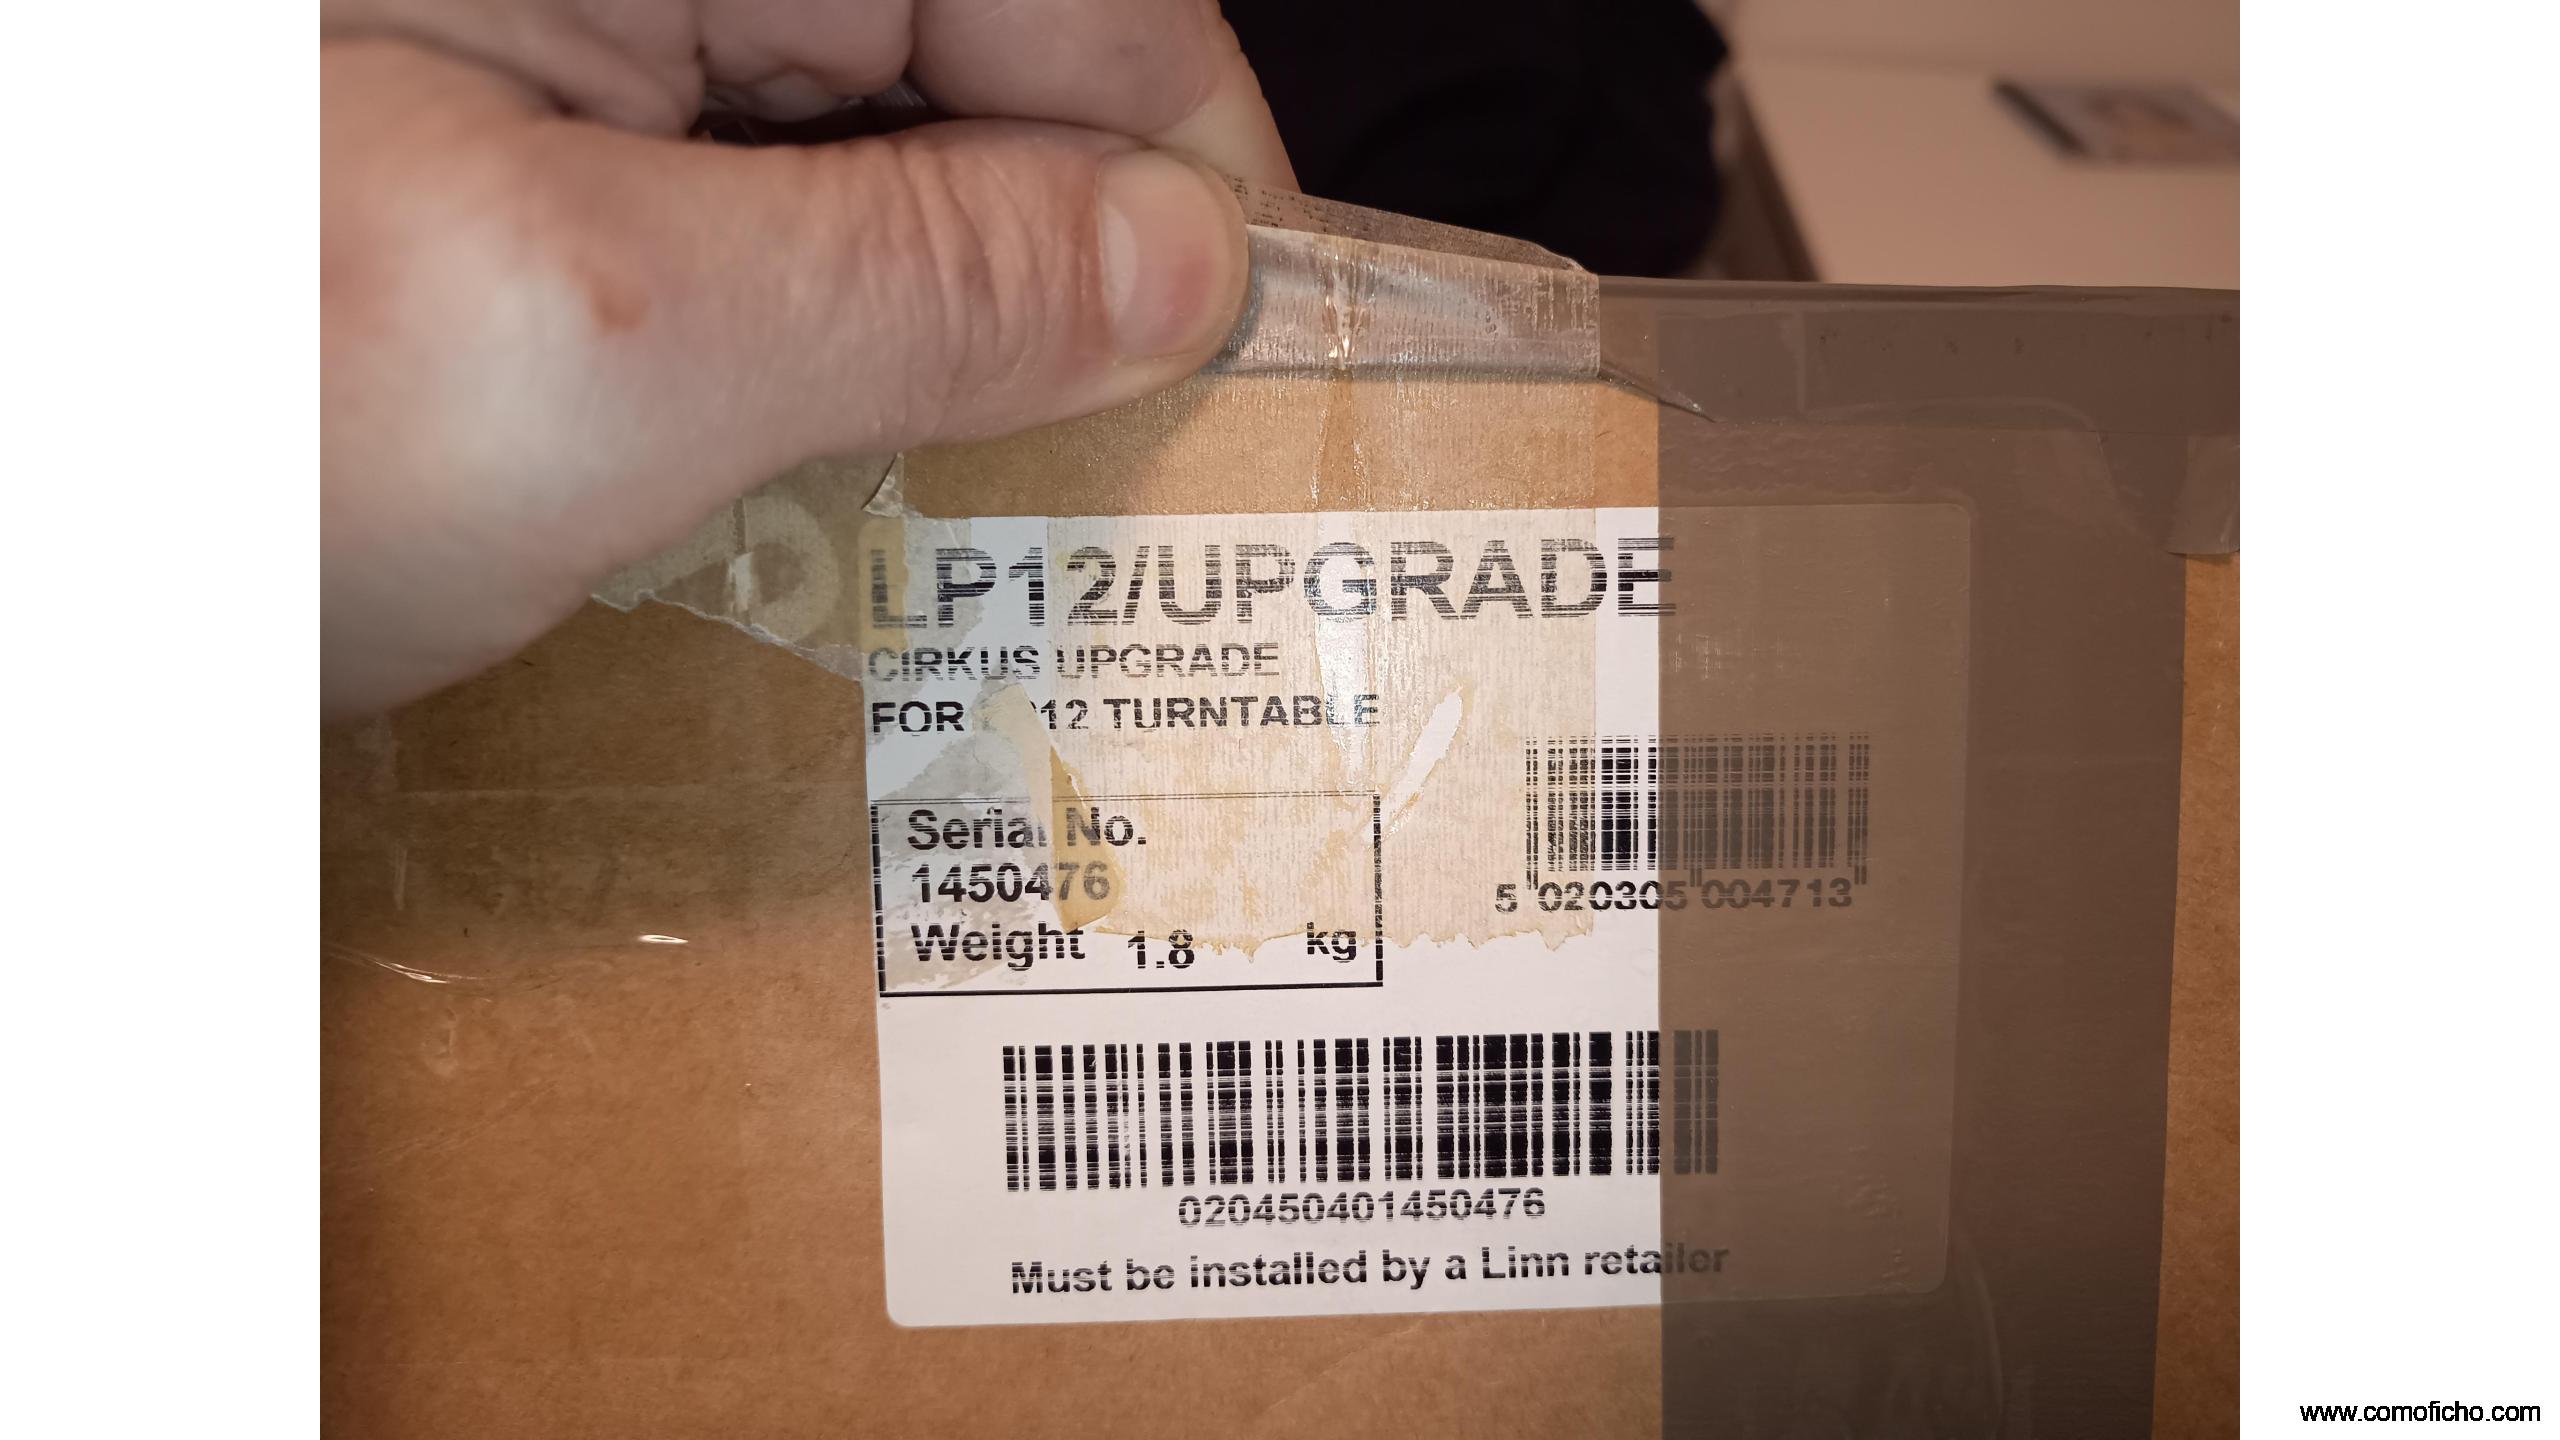 LP12/UPGRADE
CIRKUS UPGRADE
FOR LP12 TURNTABLE
Serial No.
1450476
Weight 1.8 kg
5 020305 004713
020450401450476
Must be installed by a Linn retailer
www.comoficho.com